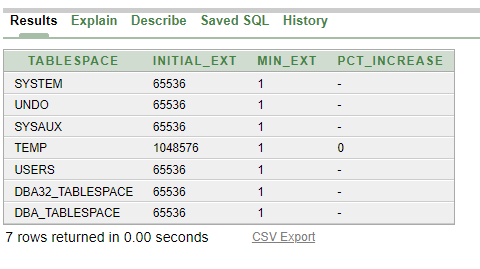 Results Explain Describe Saved SQL History
TABLESPACE INITIAL_EXT MIN_EXT PCT_INCREASE
SYSTEM 65536 1 -
UNDO 65536 1 -
SYSAUX 65536 1 -
TEMP 1048576 1 0
USERS 65536 1 -
DBA32_TABLESPACE 65536 1 -
DBA_TABLESPACE 65536 1 -
7 rows returned in 0.00 seconds CSV Export